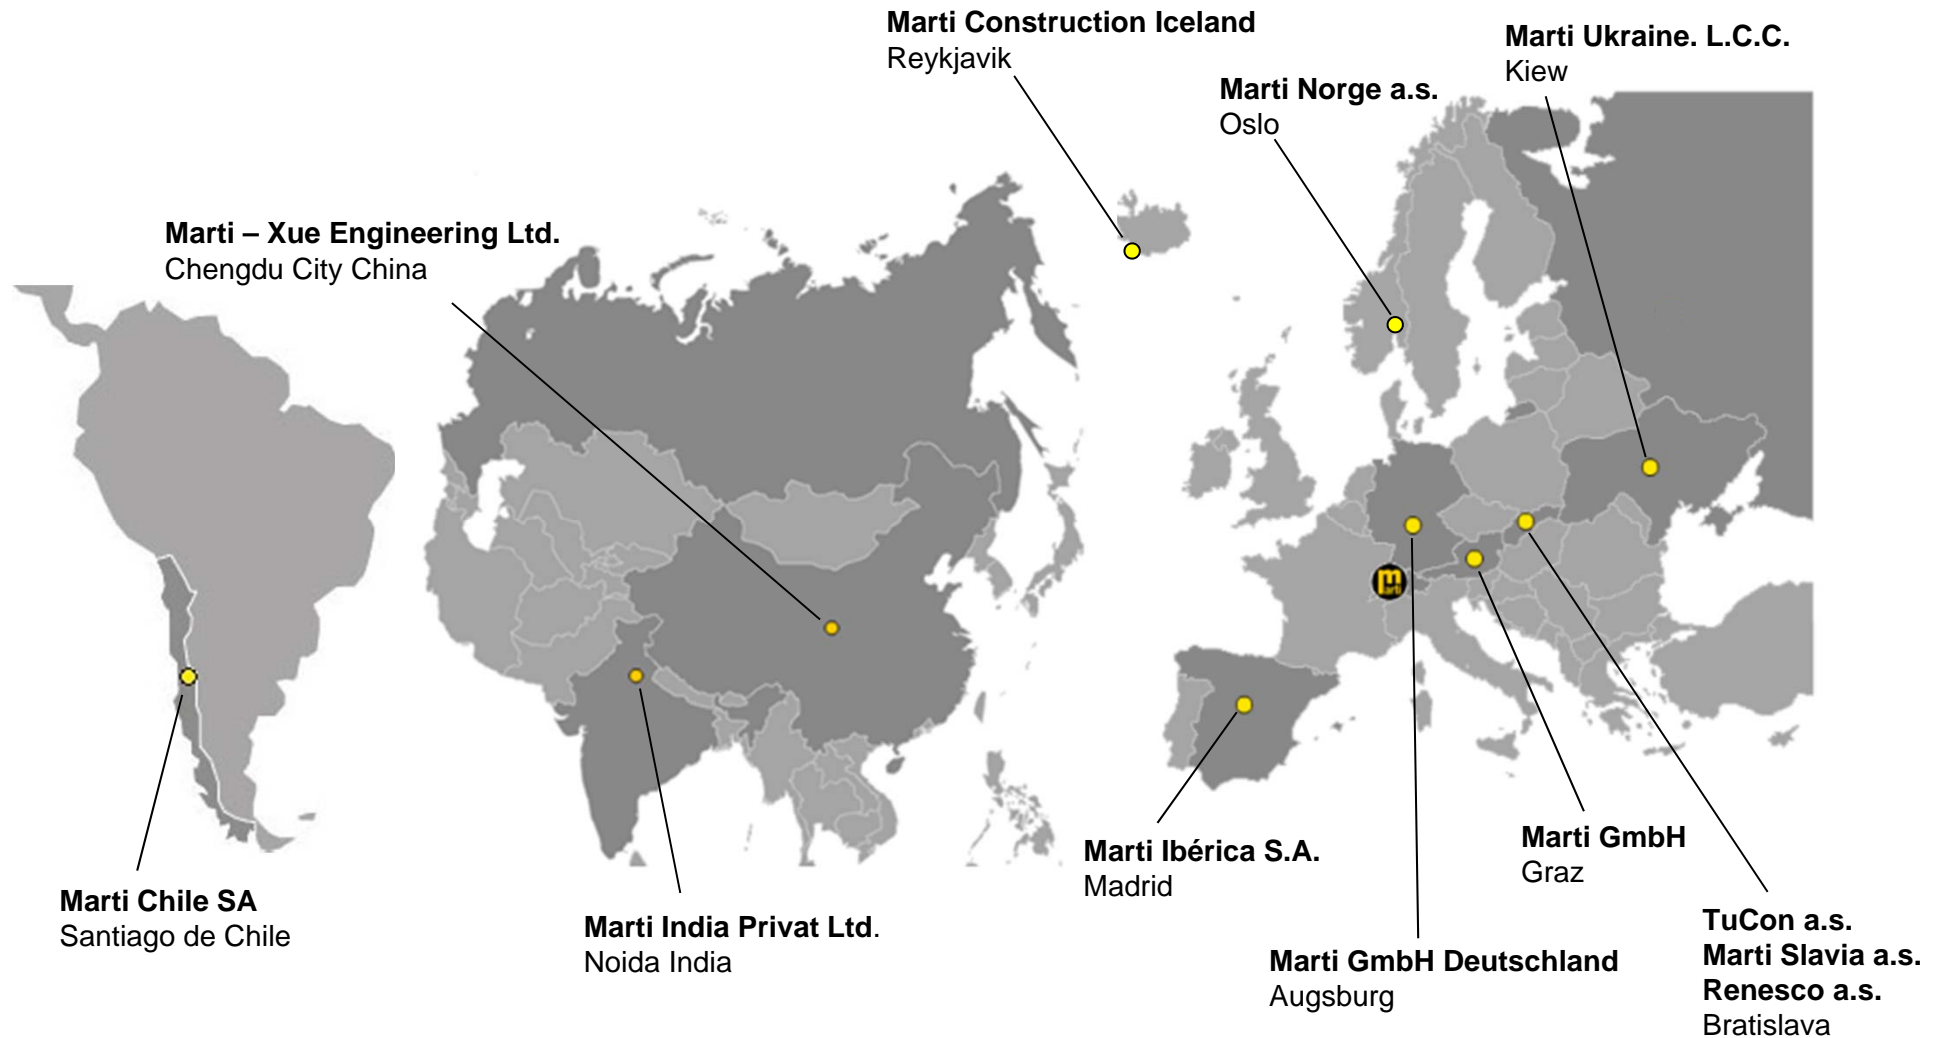 Marti Construction Iceland
Reykjavik
Marti Ukraine. L.C.C.
Kiew
Marti Norge a.s.
Oslo
Marti – Xue Engineering Ltd.
Chengdu City China
m
marti
Marti Ibérica S.A.
Madrid
Marti GmbH
Graz
Marti Chile SA
Santiago de Chile
Marti India Privat Ltd.
Noida India
Marti GmbH Deutschland
Augsburg
TuCon a.s.
Marti Slavia a.s.
Renesco a.s.
Bratislava